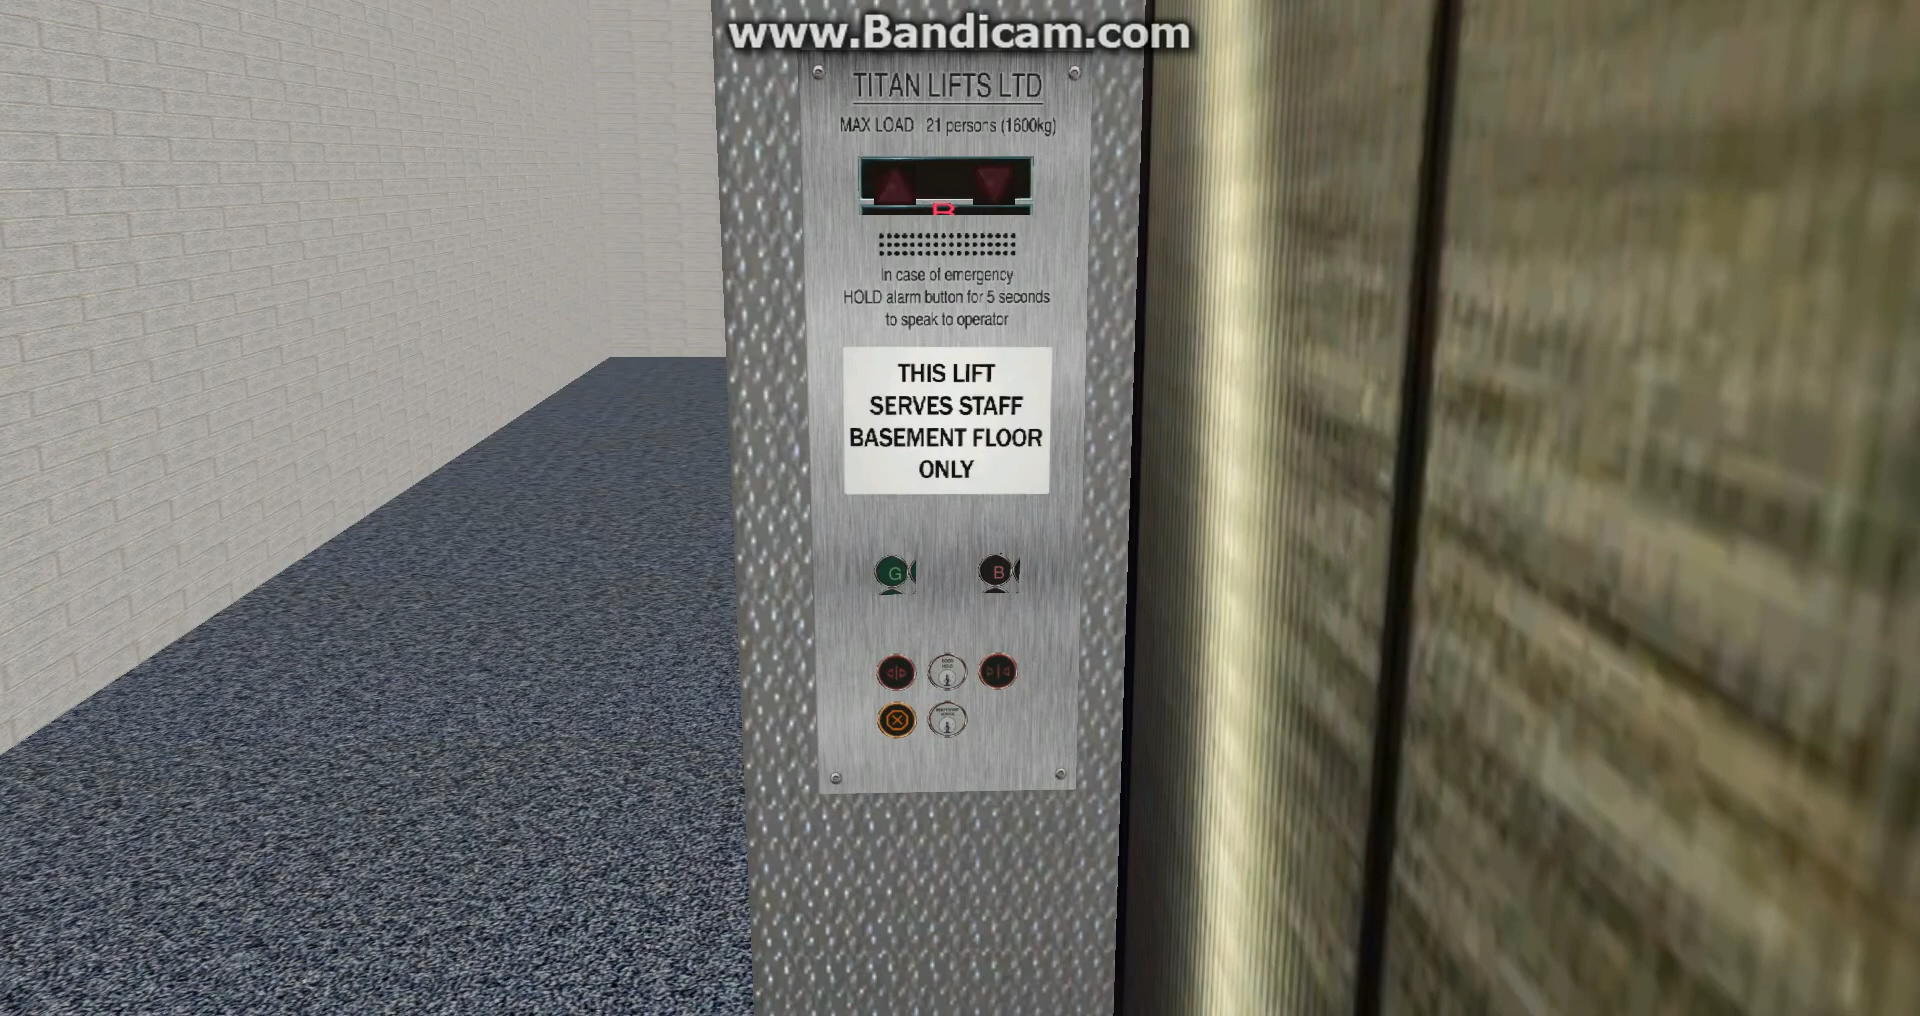 www.Bandicam.com
TITAN LIFTS LTD
MAX LOAD 21 persons (1600kg)
B
In case of emergency
HOLD alarm button for 5 seconds
to speak to operator
THIS LIFT
SERVES STAFF
BASEMENT FLOOR
ONLY
G B